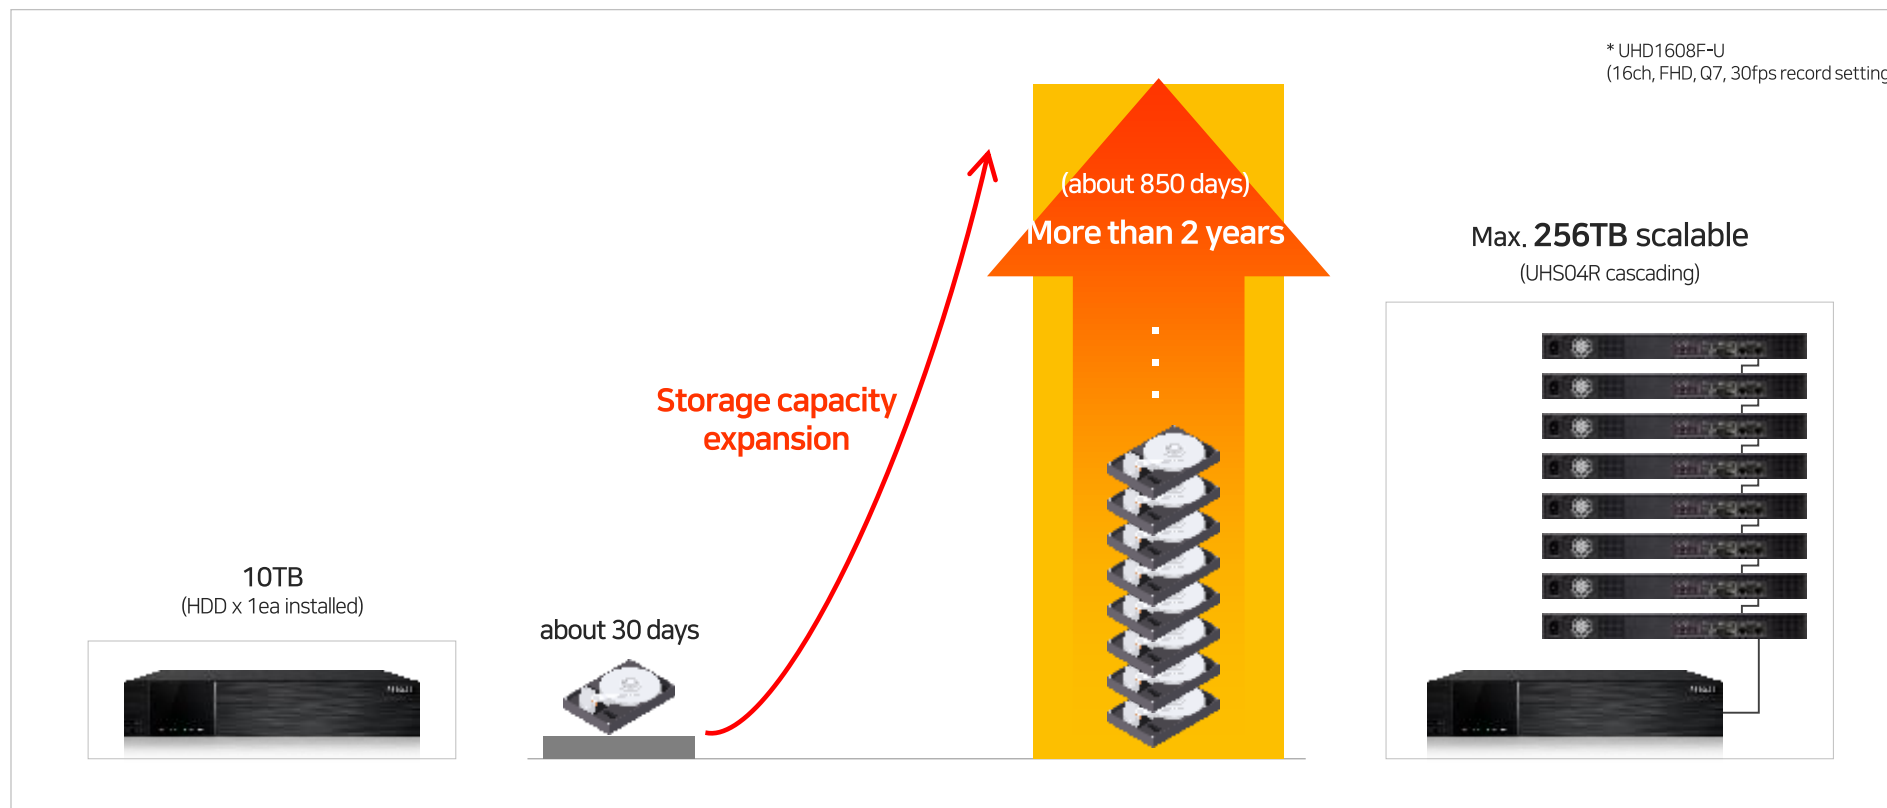 * UHD1608F-U
(16ch, FHD, Q7, 30fps record setting
(about 850 days)
More than 2 years
Max. 256TB scalable
(UHS04R cascading)
Storage capacity
expansion
10TB
(HDD x 1ea installed)
about 30 days